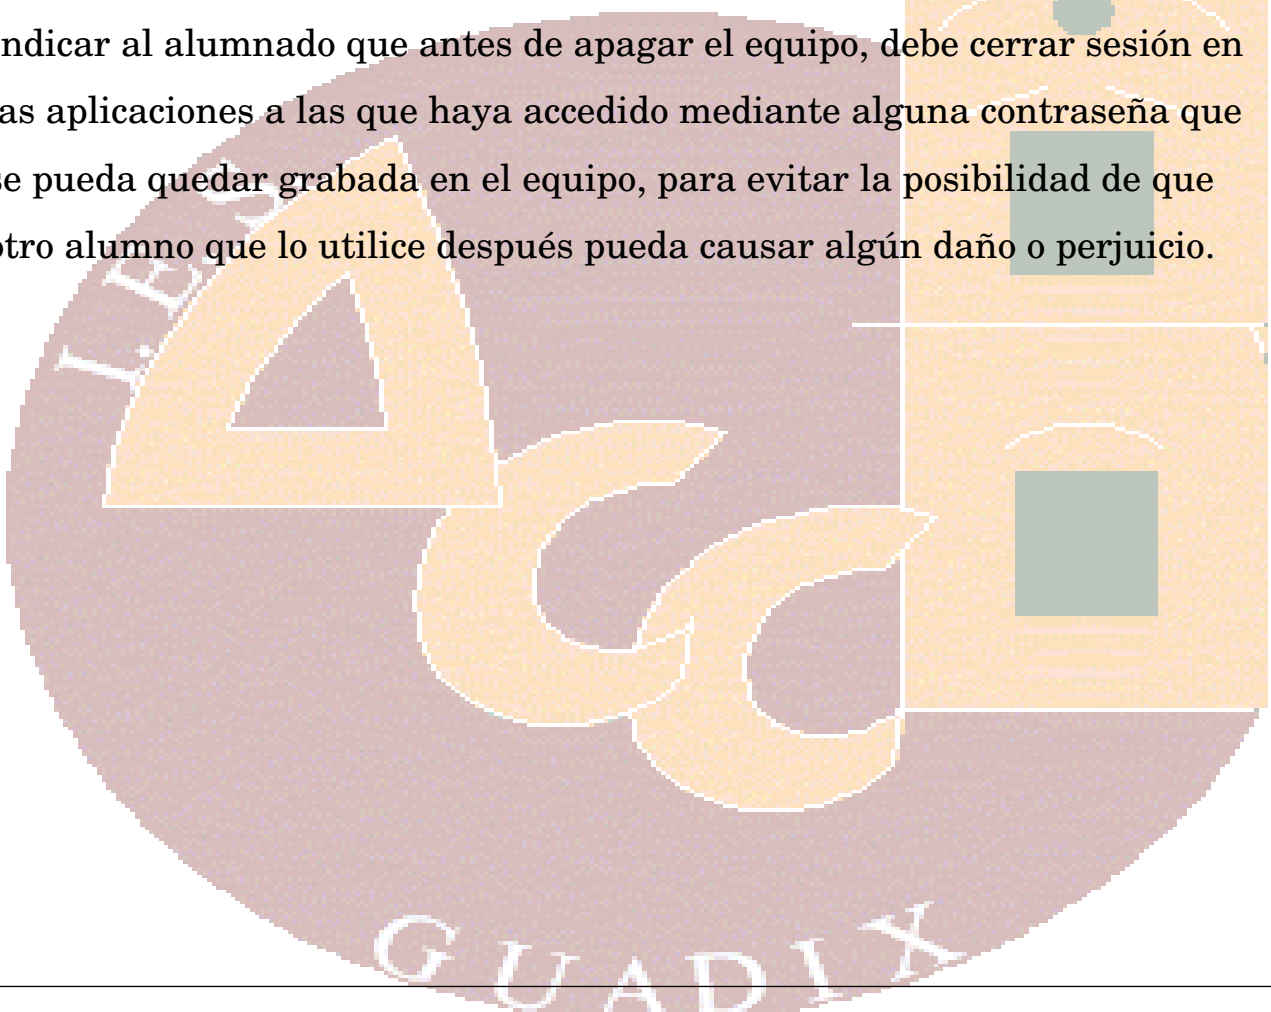 ndicar al alumnado que antes de apagar el equipo, debe cerrar sesión en
as aplicaciones a las que haya accedido mediante alguna contraseña que
se pueda quedar grabada en el equipo, para evitar la posibilidad de que
otro alumno que lo utilice después pueda causar algún daño o perjuicio.
I.E.S
Acci
GUADIX